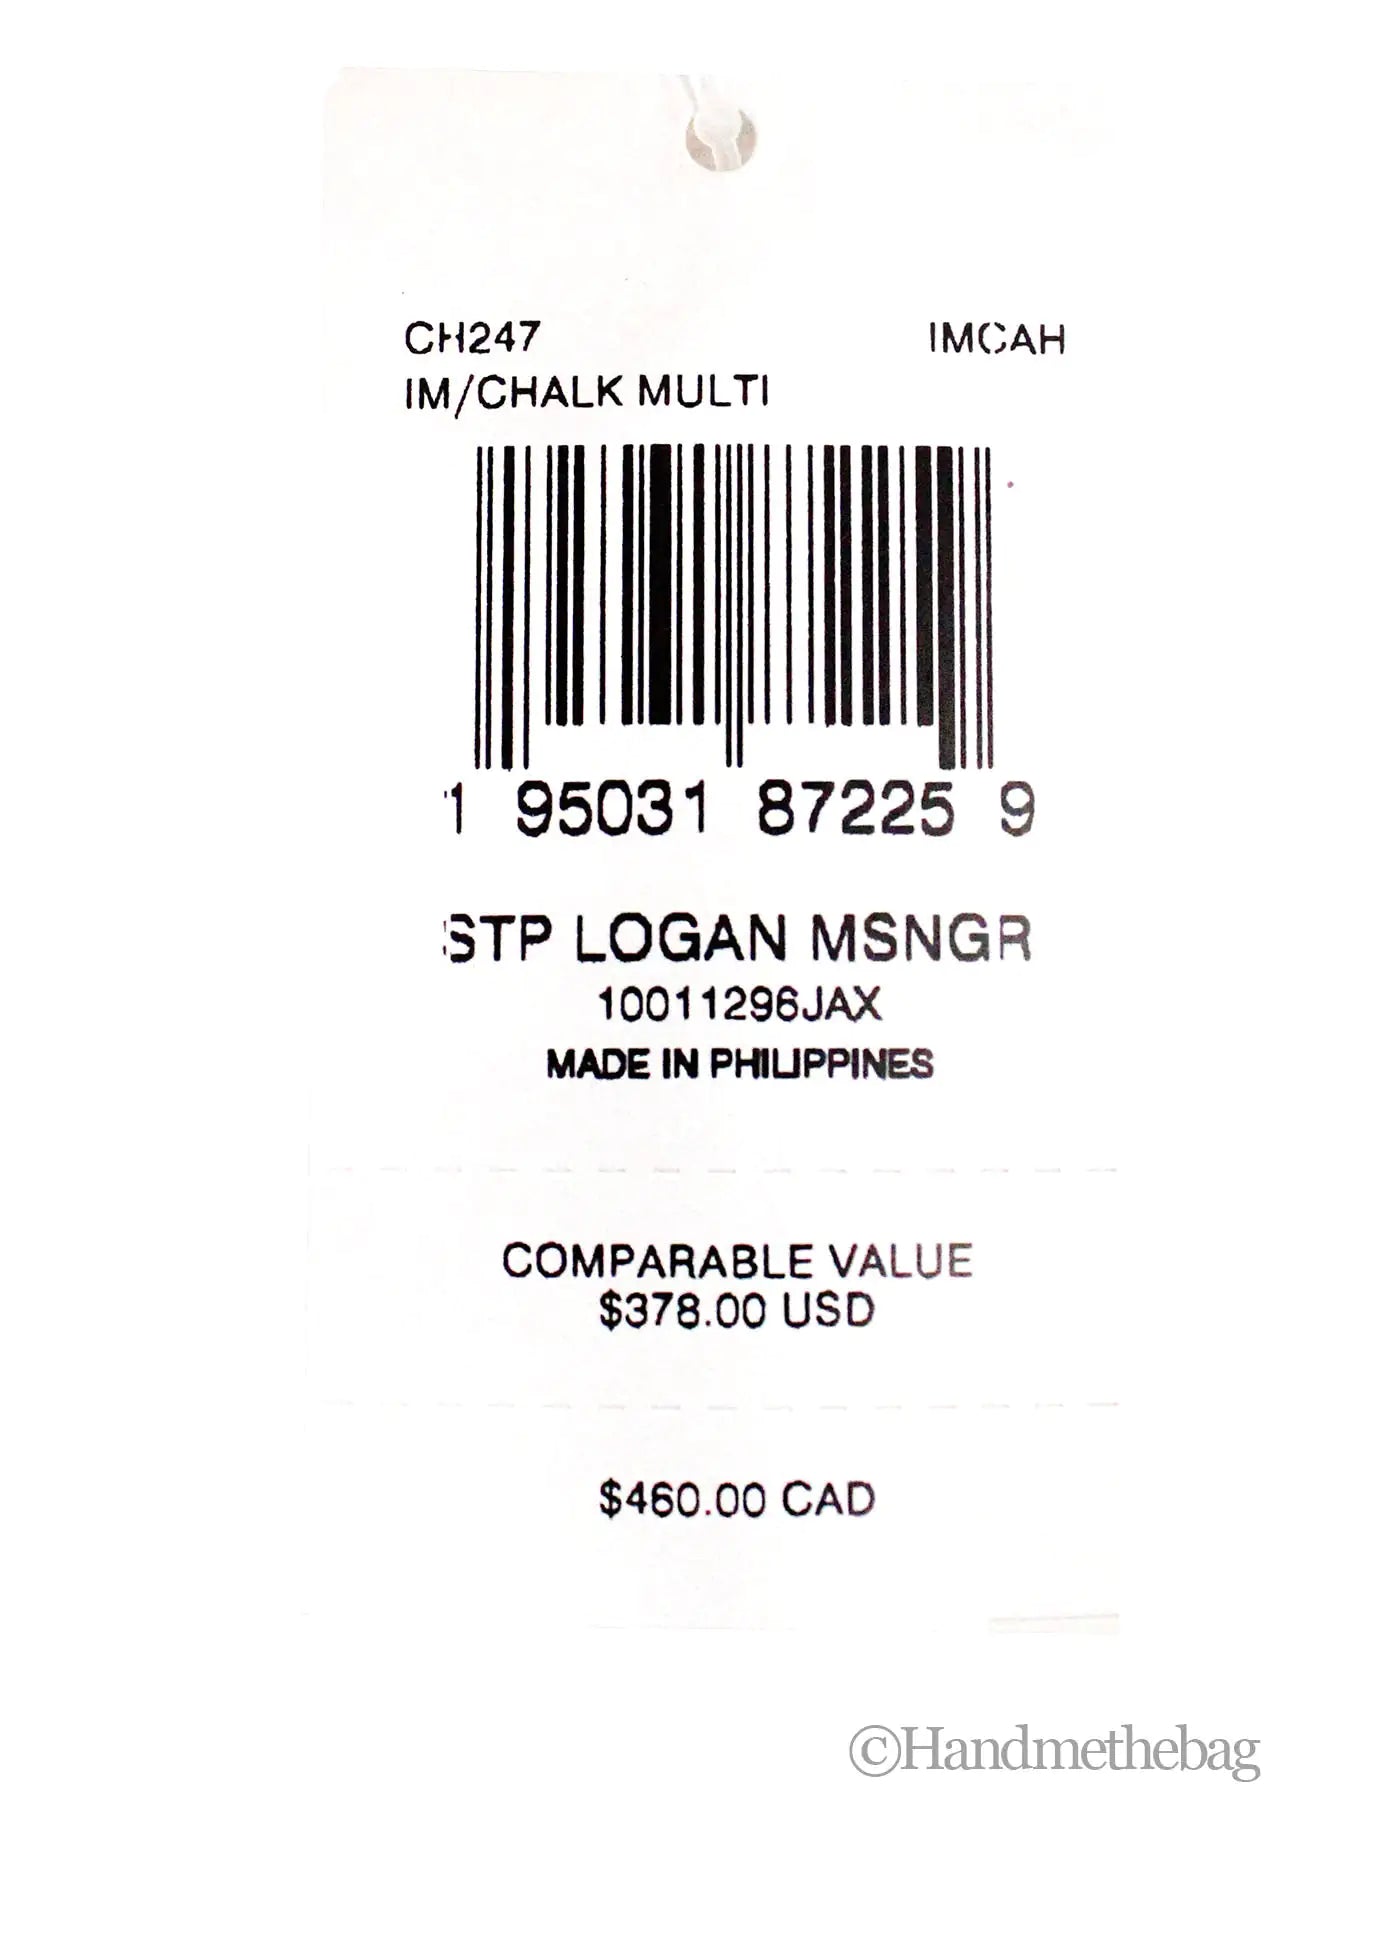 CH247 IMCAH
IM/CHALK MULTI
1 95031 87225 9
STP LOGAN MSNGR
10011296JAX
MADE IN PHILIPPINES
COMPARABLE VALUE
$378.00 USD
$460.00 CAD
©Handmethebag